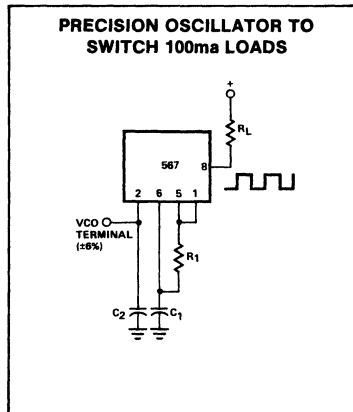 PRECISION OSCILLATOR TO
SWITCH 100ma LOADS
+
RL
567
8
2 6 5 1
VCO
TERMINAL
(±6%)
R1
C2 C1